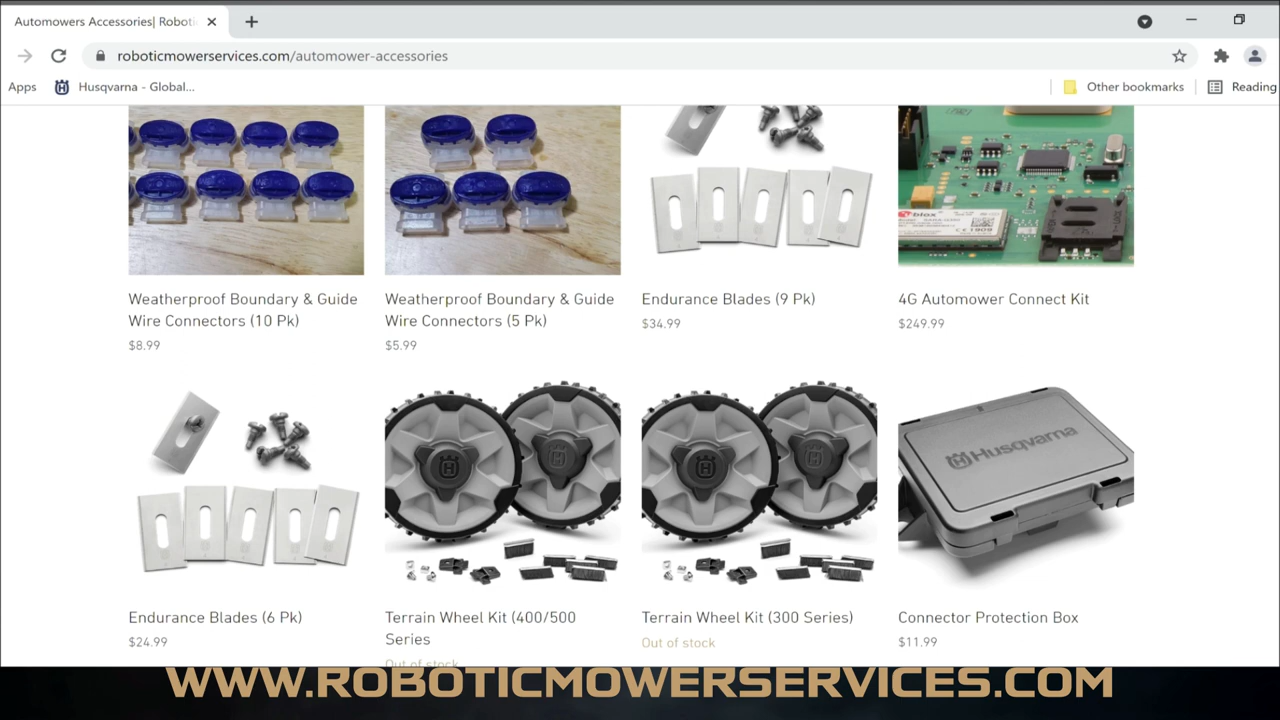 Automowers Accessories| Roboti
roboticmowerservices.com/automower-accessories
Apps
Husqvarna - Global...
Other bookmarks
Reading
blox
Weatherproof Boundary & Guide
Wire Connectors (10 Pk)
$8.99
Weatherproof Boundary & Guide
Wire Connectors (5 Pk)
$5.99
Endurance Blades (9 Pk)
$34.99
4G Automower Connect Kit
$249.99
Husqvarna
Endurance Blades (6 Pk)
$24.99
Terrain Wheel Kit (400/500
Series
Out of stock
Terrain Wheel Kit (300 Series)
Out of stock
Connector Protection Box
$11.99
WWW.ROBOTICMOWERSERVICES.COM